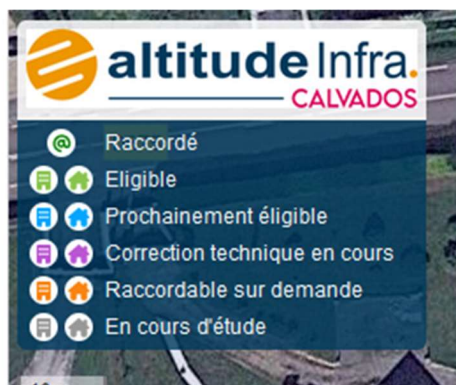 altitude Infra.
CALVADOS
@ Raccordé
Eligible
Prochainement éligible
Correction technique en cours
Raccordable sur demande
En cours d'étude